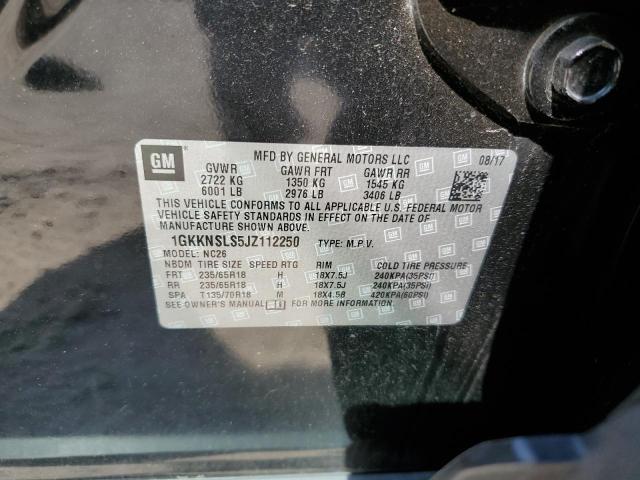 GM
MFD BY GENERAL MOTORS LLC 08/17
GVWR GAWR FRT GAWR RR
2722 KG 1350 KG 1545 KG
6001 LB 2976 LB 3406 LB
THIS VEHICLE CONFORMS TO ALL APPLICABLE U.S. FEDERAL MOTOR
VEHICLE SAFETY STANDARDS IN EFFECT ON THE DATE OF
MANUFACTURE SHOWN ABOVE.
1GKKNSLS5JZ112250 TYPE: M.P.V.
MODEL: NC26
NBDM TIRE SIZE SPEED RTG RIM COLD TIRE PRESSURE
FRT 235/65R18 H 18X7.5J 240KPA(35PSI)
RR 235/65R18 H 18X7.5J 240KPA(35PSI)
SPA T135/70R18 M 18X4.5B 420KPA(60PSI)
SEE OWNER'S MANUAL FOR MORE INFORMATION